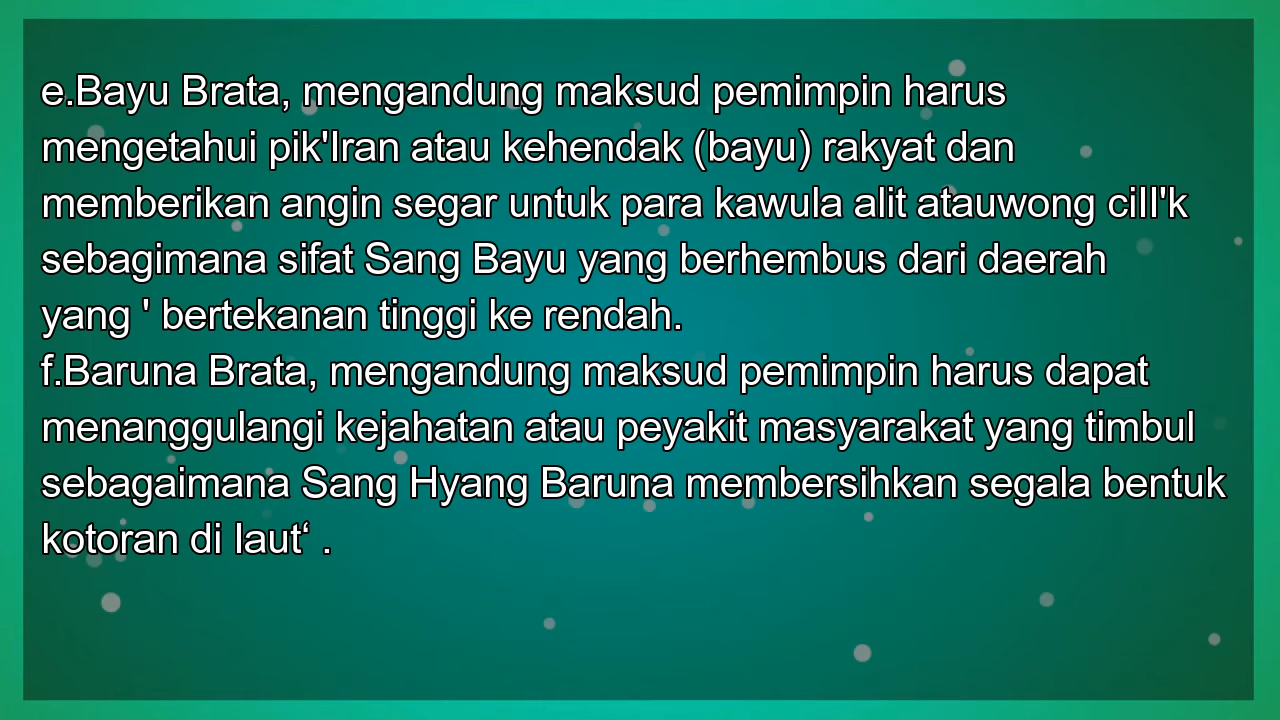 e.Bayu Brata, mengandung maksud pemimpin harus
mengetahui pik'Iran atau kehendak (bayu) rakyat dan
memberikan angin segar untuk para kawula alit atauwong ciII'k
sebagimana sifat Sang Bayu yang berhembus dari daerah
yang ' bertekanan tinggi ke rendah.
f.Baruna Brata, mengandung maksud pemimpin harus dapat
menanggulangi kejahatan atau peyakit masyarakat yang timbul
sebagaimana Sang Hyang Baruna membersihkan segala bentuk
kotoran di Iaut‘ .